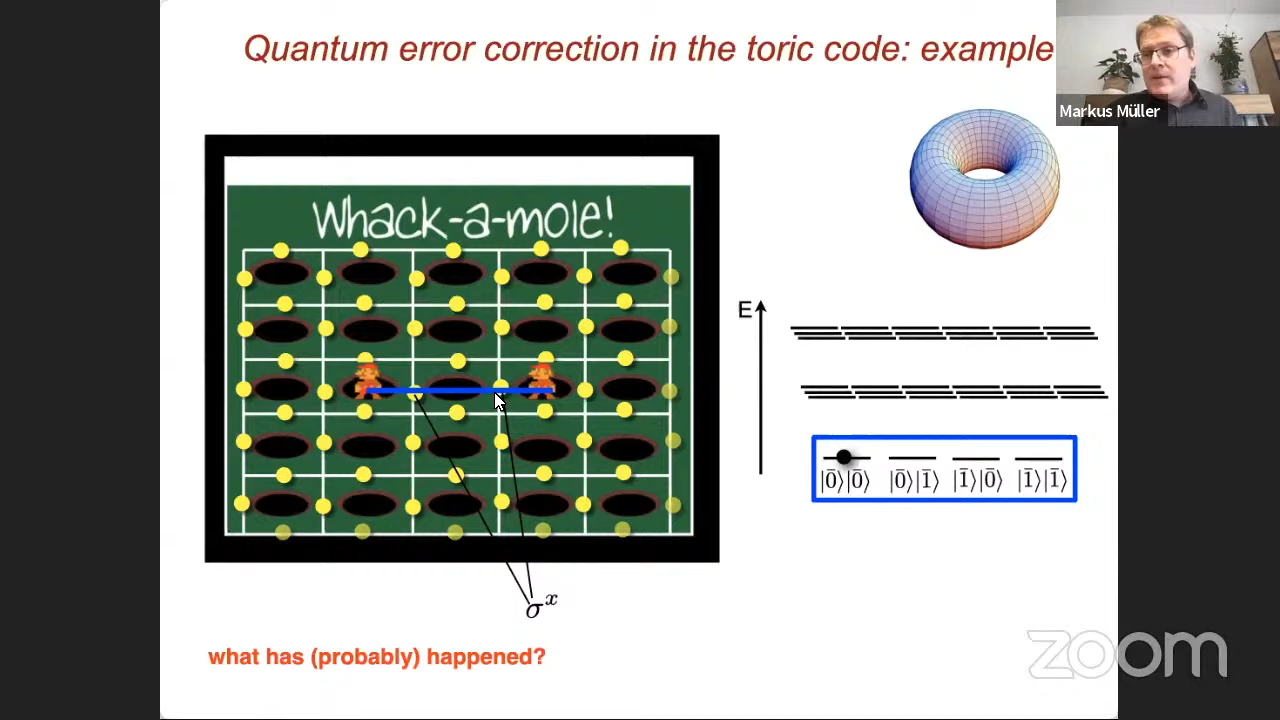 Quantum error correction in the toric code: example
Markus Müller
Whack-a-mole!
E
|0̄⟩|0̄⟩ |0̄⟩|1̄⟩ |1̄⟩|0̄⟩ |1̄⟩|1̄⟩
σˣ
what has (probably) happened?
zoom